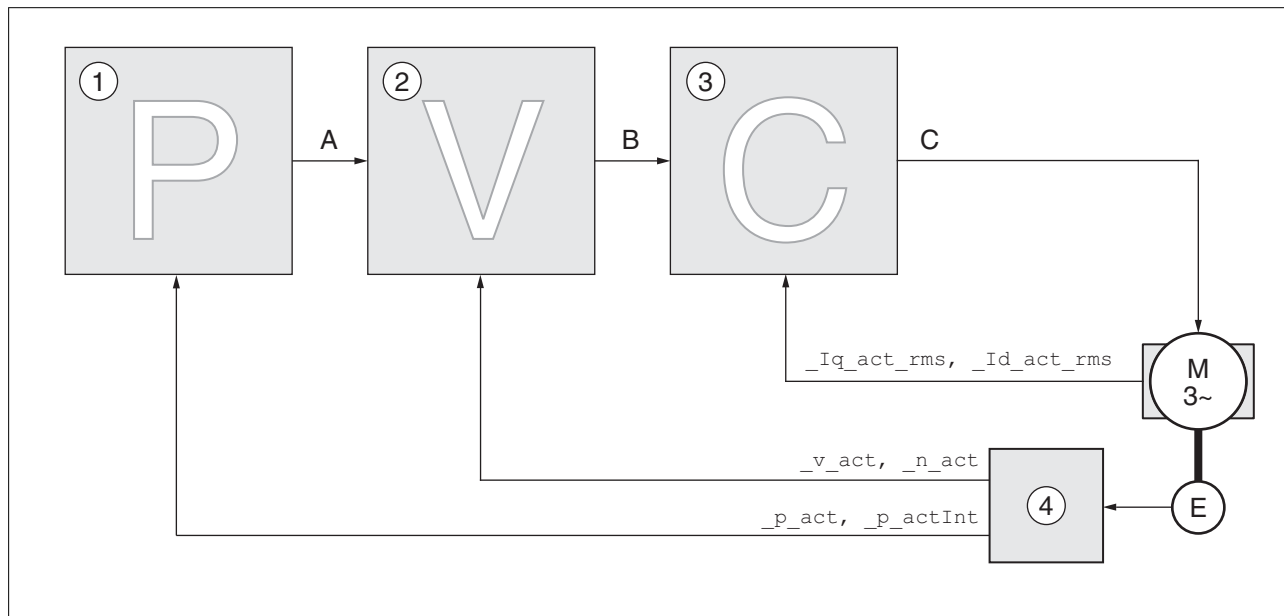 1
P
A
2
V
B
3
C
C
_Iq_act_rms, _Id_act_rms
M
3~
_v_act, _n_act
_p_act, _p_actInt
4
E